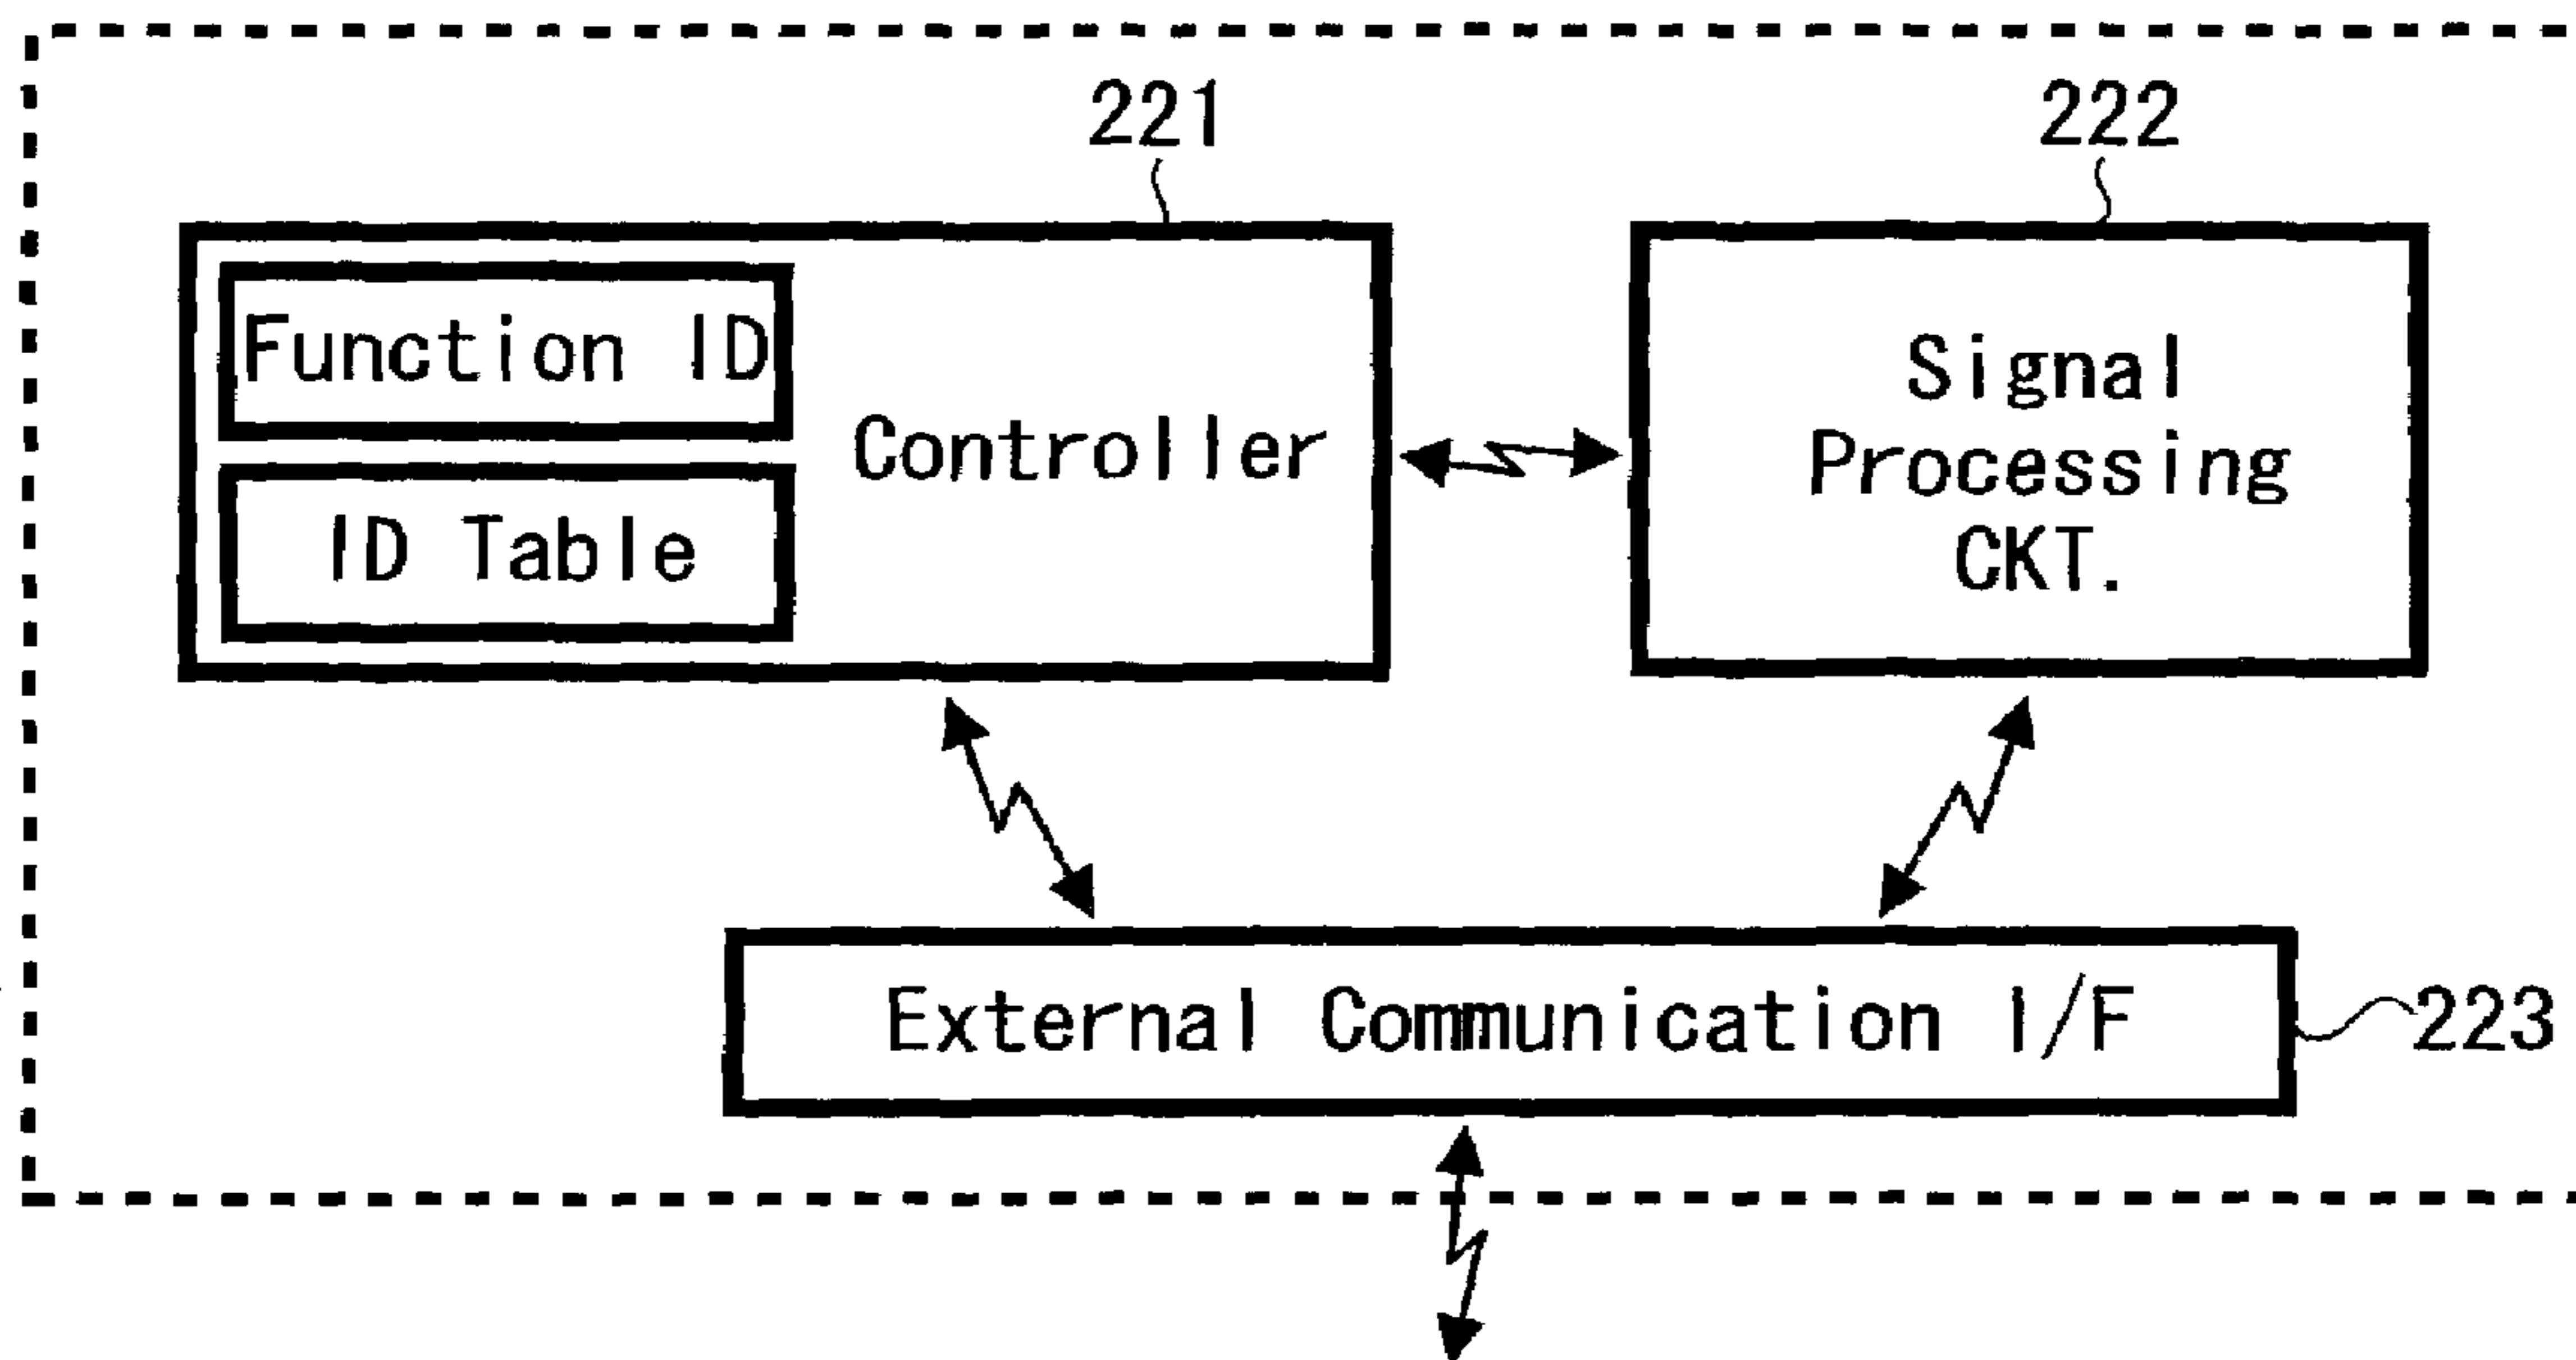 221
222
Function ID
Controller
ID Table
Signal
Processing
CKT.
External Communication I/F
223